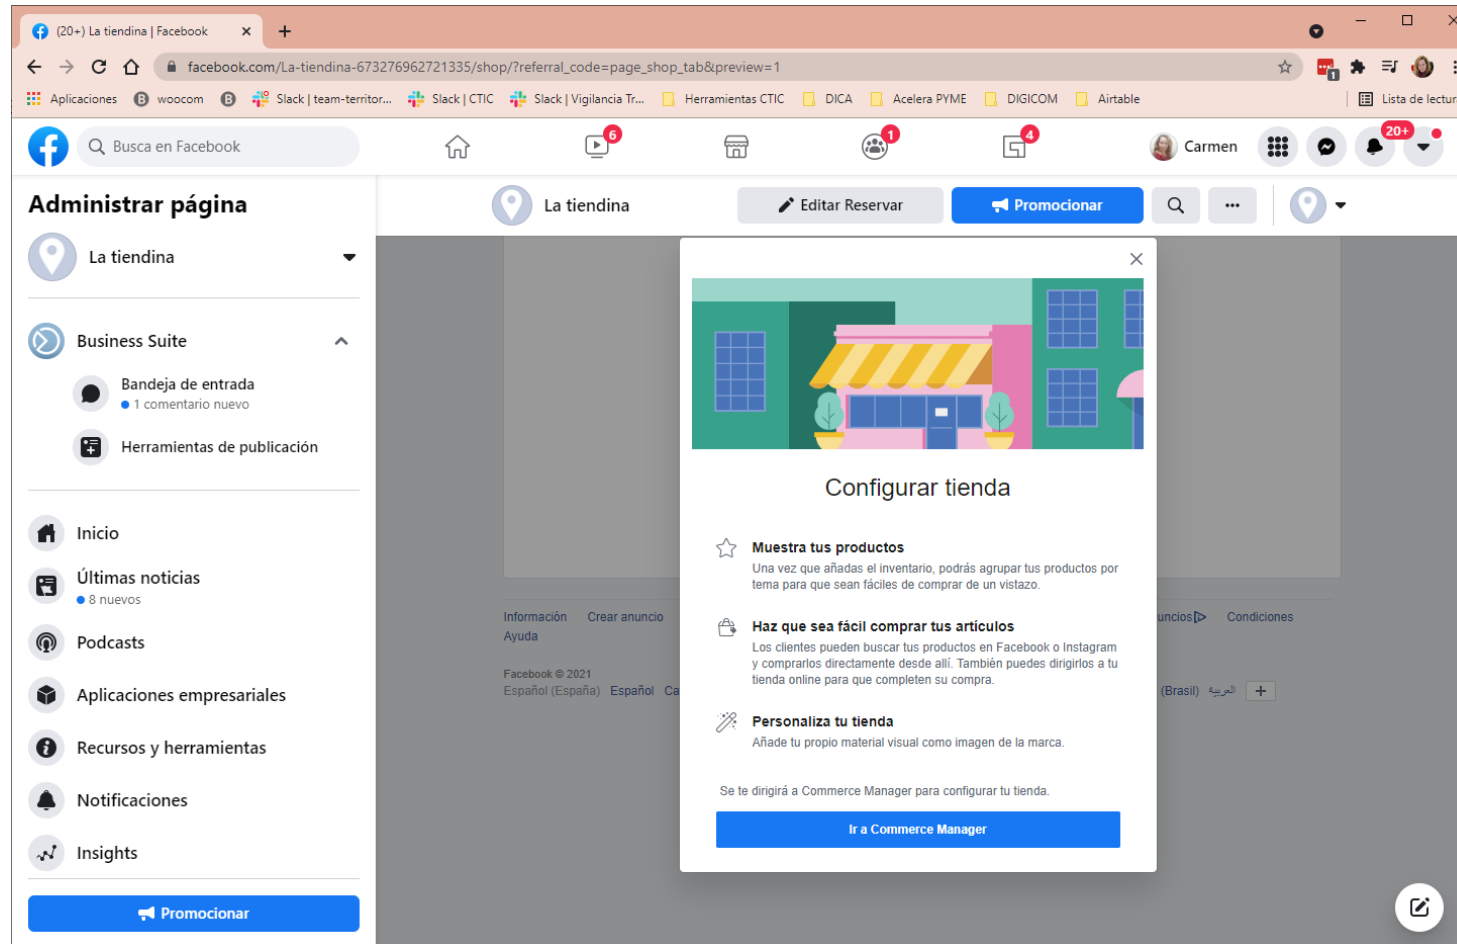 (20+) La tiendina | Facebook
facebook.com/La-tiendina-673276962721335/shop/?referral_code=page_shop_tab&preview=1
1
Aplicaciones
woocom
Slack | team-territor...
Slack | CTIC
Slack | Vigilancia Tr...
Herramientas CTIC
DICA
Acelera PYME
DIGICOM
Airtable
Lista de lectur
Busca en Facebook
6
1
4
Carmen
20+
Administrar página
La tiendina
Business Suite
Bandeja de entrada
1 comentario nuevo
Herramientas de publicación
Inicio
Últimas noticias
8 nuevos
Podcasts
Aplicaciones empresariales
Recursos y herramientas
Notificaciones
Insights
Promocionar
La tiendina
Editar Reservar
Promocionar
Configurar tienda
Muestra tus productos
Una vez que añadas el inventario, podrás agrupar tus productos por
tema para que sean fáciles de comprar de un vistazo.
Haz que sea fácil comprar tus artículos
Los clientes pueden buscar tus productos en Facebook o Instagram
y comprarlos directamente desde allí. También puedes dirigirlos a tu
tienda online para que completen su compra.
Personaliza tu tienda
Añade tu propio material visual como imagen de la marca.
Se te dirigirá a Commerce Manager para configurar tu tienda.
Ir a Commerce Manager
Información Crear anuncio
uncios Condiciones
Ayuda
Facebook © 2021
Español (España) Español Ca
(Brasil) العربية